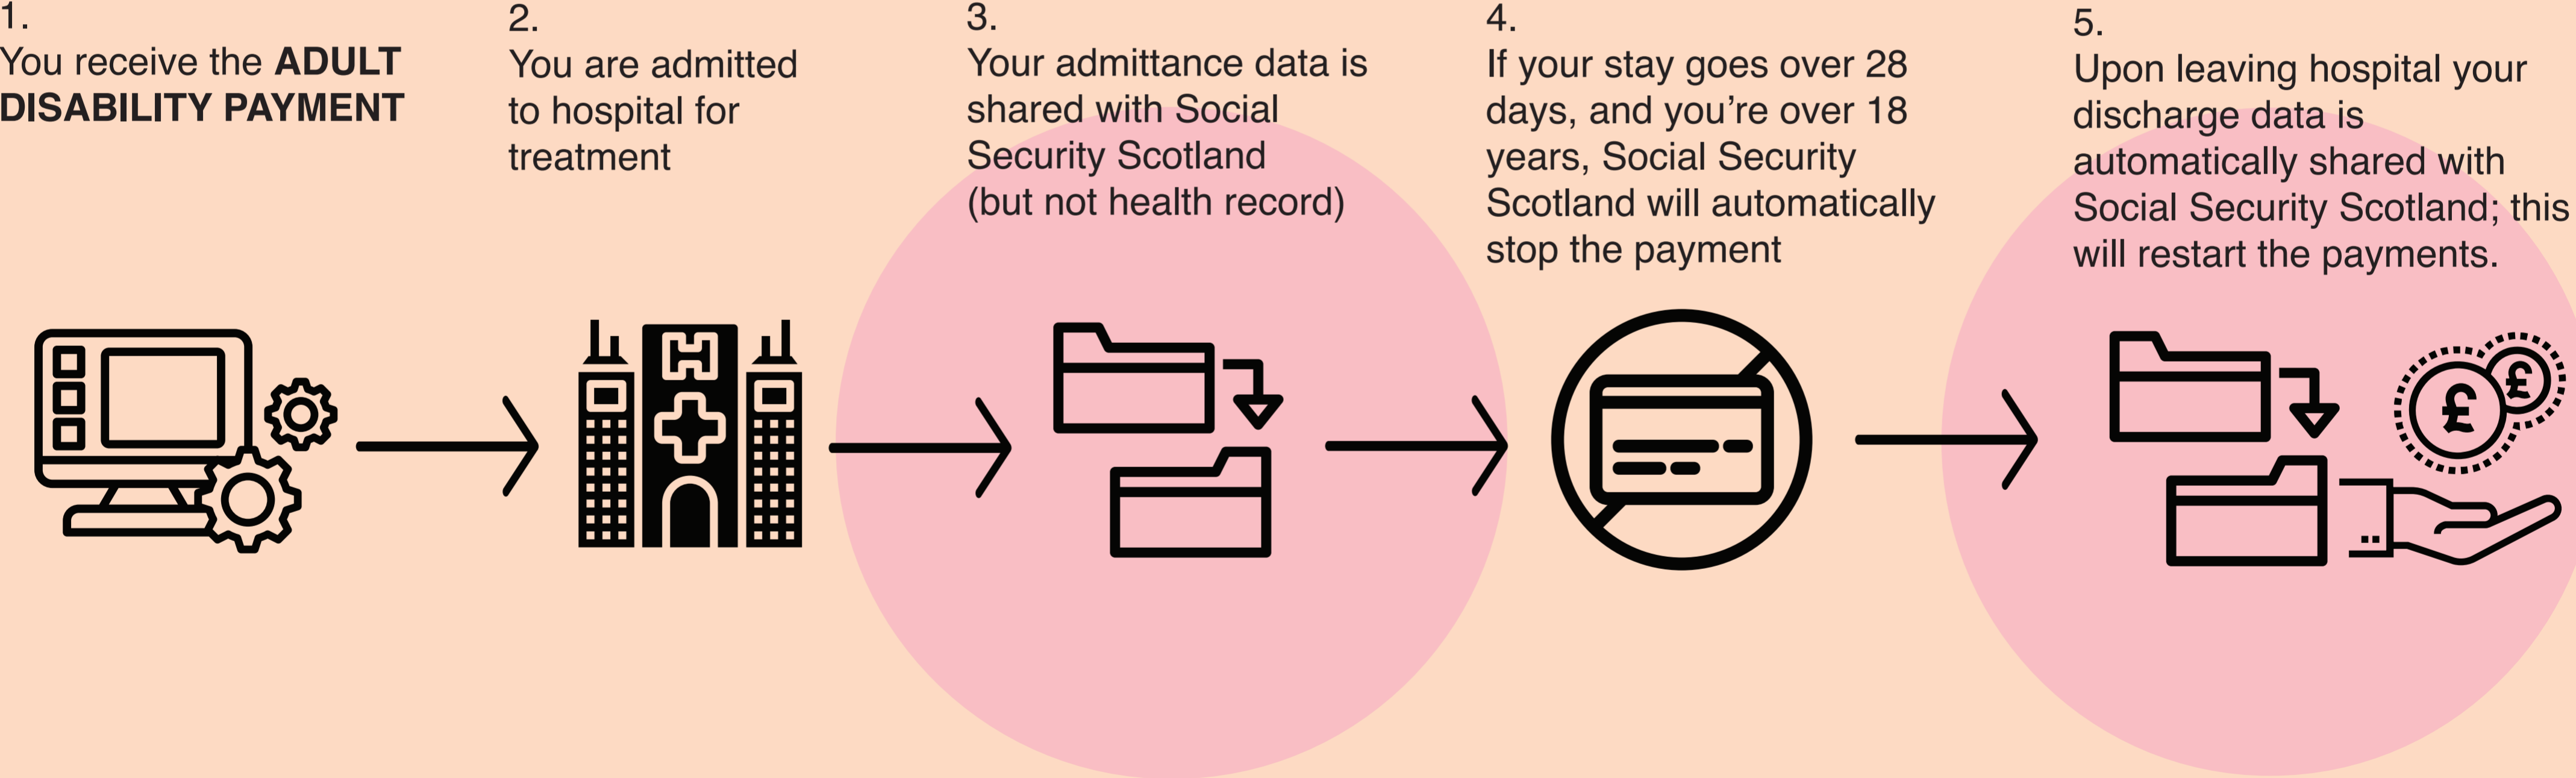 1.
You receive the ADULT
DISABILITY PAYMENT
2.
You are admitted
to hospital for
treatment
3.
Your admittance data is
shared with Social
Security Scotland
(but not health record)
4.
If your stay goes over 28
days, and you’re over 18
years, Social Security
Scotland will automatically
stop the payment
5.
Upon leaving hospital your
discharge data is
automatically shared with
Social Security Scotland; this
will restart the payments.
H
£
£